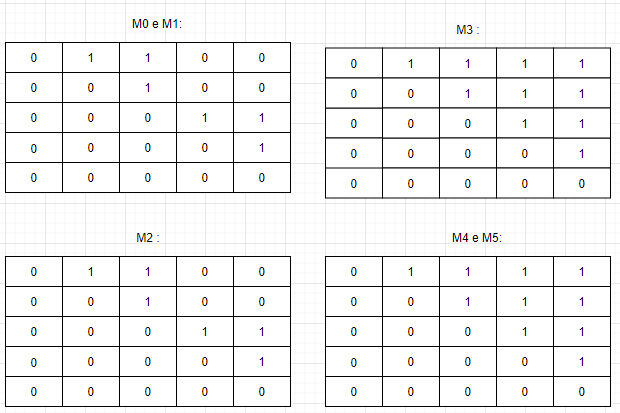 M0 e M1:
0 1 1 0 0
0 0 1 0 0
0 0 0 1 1
0 0 0 0 1
0 0 0 0 0
M3 :
0 1 1 1 1
0 0 1 1 1
0 0 0 1 1
0 0 0 0 1
0 0 0 0 0
M2 :
0 1 1 0 0
0 0 1 0 0
0 0 0 1 1
0 0 0 0 1
0 0 0 0 0
M4 e M5:
0 1 1 1 1
0 0 1 1 1
0 0 0 1 1
0 0 0 0 1
0 0 0 0 0